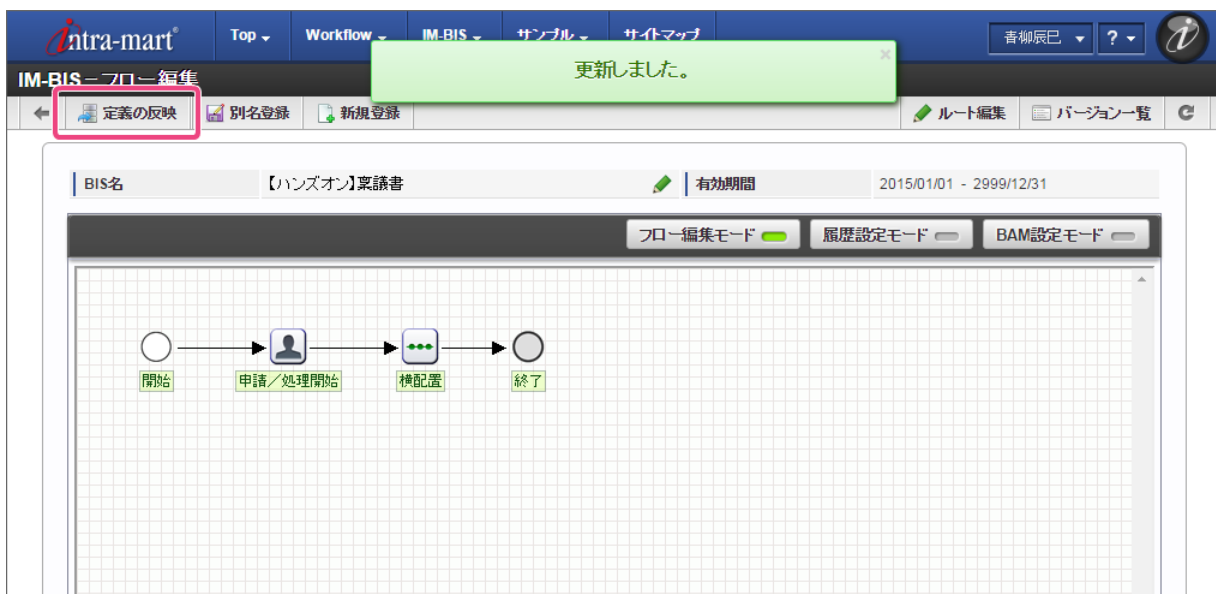 intra-mart® Top Workflow IM-BIS サンプル サイトマップ 青柳辰巳 ?
IM-BIS－フロー編集
更新しました。
×
定義の反映 別名登録 新規登録 ルート編集 バージョン一覧
BIS名 【ハンズオン】稟議書 有効期間 2015/01/01 - 2999/12/31
フロー編集モード 履歴設定モード BAM設定モード
開始 申請／処理開始 横配置 終了